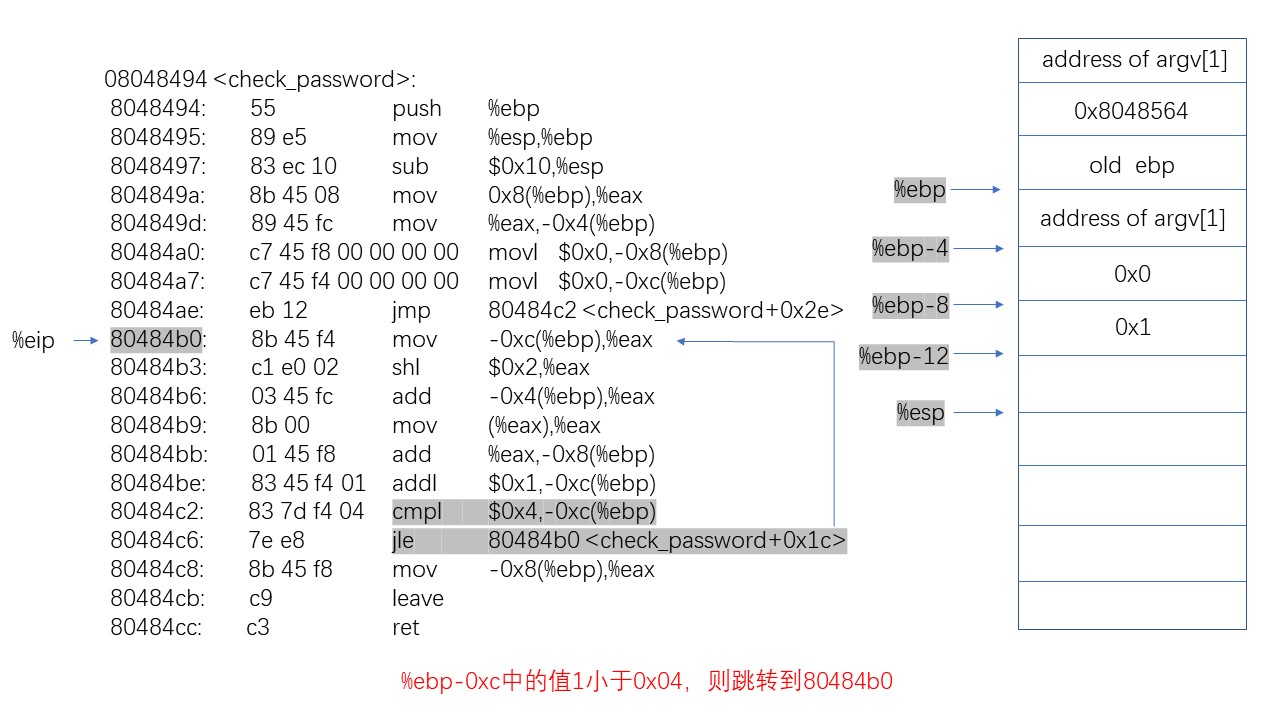 08048494 <check_password>:
8048494: 55 push %ebp
8048495: 89 e5 mov %esp,%ebp
8048497: 83 ec 10 sub $0x10,%esp
804849a: 8b 45 08 mov 0x8(%ebp),%eax
804849d: 89 45 fc mov %eax,-0x4(%ebp)
80484a0: c7 45 f8 00 00 00 00 movl $0x0,-0x8(%ebp)
80484a7: c7 45 f4 00 00 00 00 movl $0x0,-0xc(%ebp)
80484ae: eb 12 jmp 80484c2 <check_password+0x2e>
%eip
80484b0: 8b 45 f4 mov -0xc(%ebp),%eax
80484b3: c1 e0 02 shl $0x2,%eax
80484b6: 03 45 fc add -0x4(%ebp),%eax
80484b9: 8b 00 mov (%eax),%eax
80484bb: 01 45 f8 add %eax,-0x8(%ebp)
80484be: 83 45 f4 01 addl $0x1,-0xc(%ebp)
80484c2: 83 7d f4 04 cmpl $0x4,-0xc(%ebp)
80484c6: 7e e8 jle 80484b0 <check_password+0x1c>
80484c8: 8b 45 f8 mov -0x8(%ebp),%eax
80484cb: c9 leave
80484cc: c3 ret
address of argv[1]
0x8048564
old ebp
%ebp
address of argv[1]
%ebp-4
0x0
%ebp-8
0x1
%ebp-12
%esp
%ebp-0xc中的值1小于0x04，则跳转到80484b0